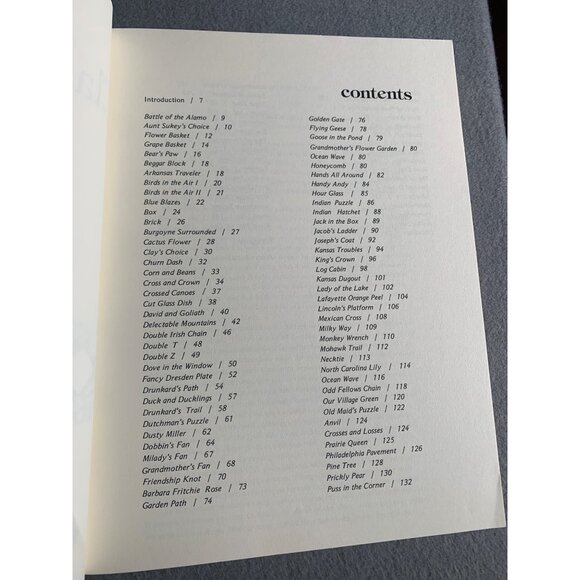 contents
Introduction | 7
Battle of the Alamo | 9
Aunt Sukey's Choice | 10
Flower Basket | 12
Grape Basket | 14
Bear's Paw | 16
Beggar Block | 18
Arkansas Traveler | 18
Birds in the Air I | 20
Birds in the Air II | 21
Blue Blazes | 22
Box | 24
Brick | 26
Burgoyne Surrounded | 27
Cactus Flower | 28
Clay's Choice | 30
Churn Dash | 32
Corn and Beans | 33
Cross and Crown | 34
Crossed Canoes | 37
Cut Glass Dish | 38
David and Goliath | 40
Delectable Mountains | 42
Double Irish Chain | 46
Double T | 48
Double Z | 49
Dove in the Window | 50
Fancy Dresden Plate | 52
Drunkard's Path | 54
Duck and Ducklings | 57
Drunkard's Trail | 58
Dutchman's Puzzle | 61
Dusty Miller | 62
Dobbin's Fan | 64
Milady's Fan | 67
Grandmother's Fan | 68
Friendship Knot | 70
Barbara Fritchie Rose | 73
Garden Path | 74
Golden Gate | 76
Flying Geese | 78
Goose in the Pond | 79
Grandmother's Flower Garden | 80
Ocean Wave | 80
Honeycomb | 80
Hands All Around | 82
Handy Andy | 84
Hour Glass | 85
Indian Puzzle | 86
Indian Hatchet | 88
Jack in the Box | 89
Jacob's Ladder | 90
Joseph's Coat | 92
Kansas Troubles | 94
King's Crown | 96
Log Cabin | 98
Kansas Dugout | 101
Lady of the Lake | 102
Lafayette Orange Peel | 104
Lincoln's Platform | 106
Mexican Cross | 108
Milky Way | 109
Monkey Wrench | 110
Mohawk Trail | 112
Necktie | 113
North Carolina Lily | 114
Ocean Wave | 116
Odd Fellows Chain | 118
Our Village Green | 120
Old Maid's Puzzle | 122
Anvil | 124
Crosses and Losses | 124
Prairie Queen | 125
Philadelphia Pavement | 126
Pine Tree | 128
Prickly Pear | 130
Puss in the Corner | 132